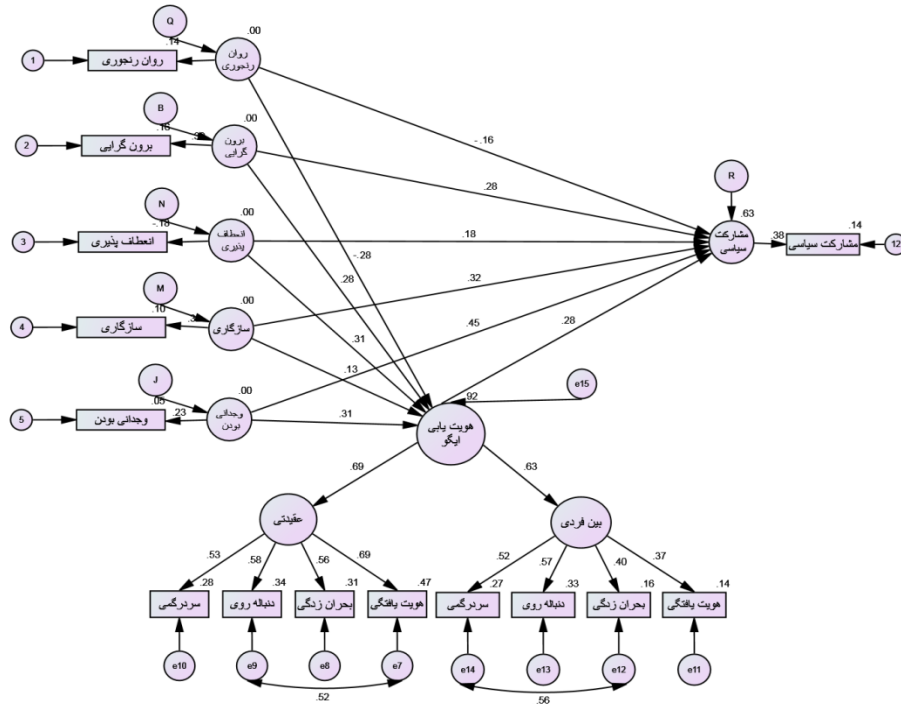 Q
.00
1
.14
روان رنجوری
روان
رنجوری
B
.00
2
.16
برون گرایی
برون
گرایی
N
.00
3
-.18
انعطاف پذیری
انعطاف
پذیری
M
.00
4
.10
سازگاری
سازگاری
J
.00
5
.05
.23
وجدانی بودن
وجدانی
بودن
-.16
.28
.18
.32
.45
.28
-.28
.28
.31
.13
.31
R
.63
مشارکت
سیاسی
.38
.14
مشارکت سیاسی
12
e15
.92
هویت یابی
ایگو
.69
.63
عقیدتی
بین فردی
.53
.58
.56
.69
.52
.57
.40
.37
.28
.34
.31
.47
.27
.33
.16
.14
سردرگمی
دنباله روی
بحران زدگی
هویت یافتگی
سردرگمی
دنباله روی
بحران زدگی
هویت یافتگی
e10
e9
e8
e7
e14
e13
e12
e11
.52
.56